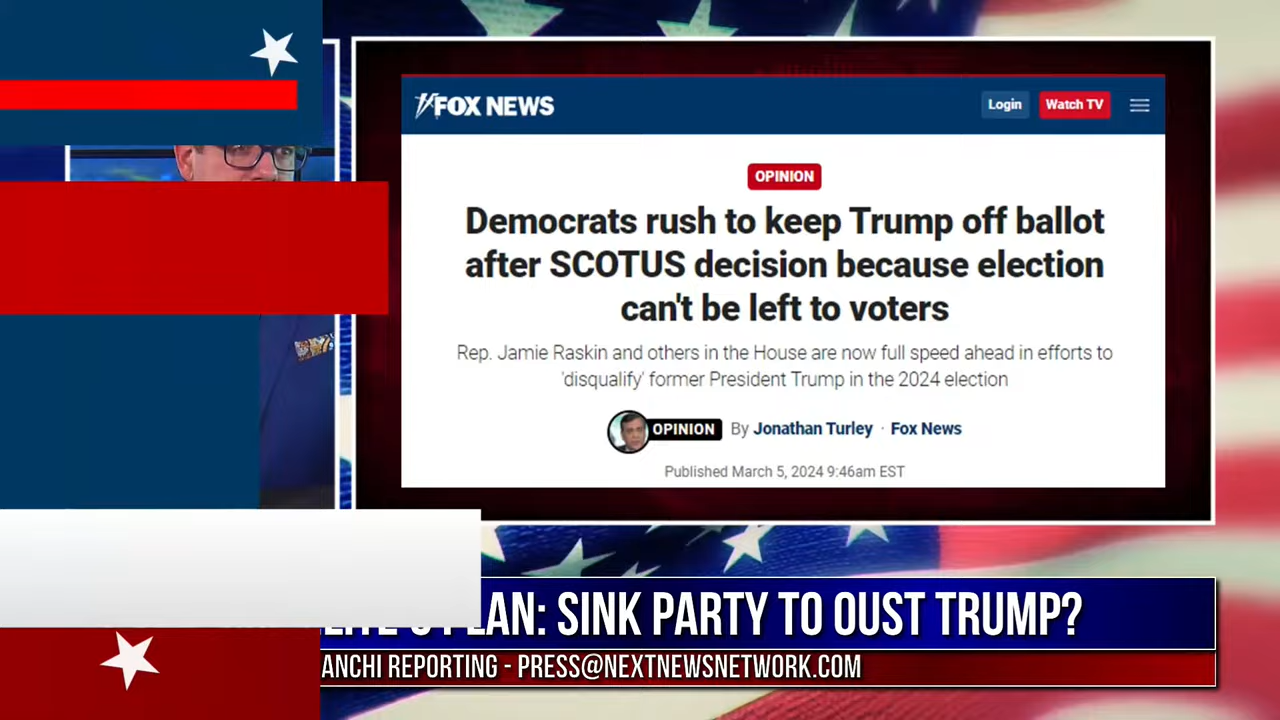 FOX NEWS
Login
Watch TV
OPINION
Democrats rush to keep Trump off ballot
after SCOTUS decision because election
can't be left to voters
Rep. Jamie Raskin and others in the House are now full speed ahead in efforts to
'disqualify' former President Trump in the 2024 election
OPINION By Jonathan Turley · Fox News
Published March 5, 2024 9:46am EST
: SINK PARTY TO OUST TRUMP?
ANCHI REPORTING - PRESS@NEXTNEWSNETWORK.COM